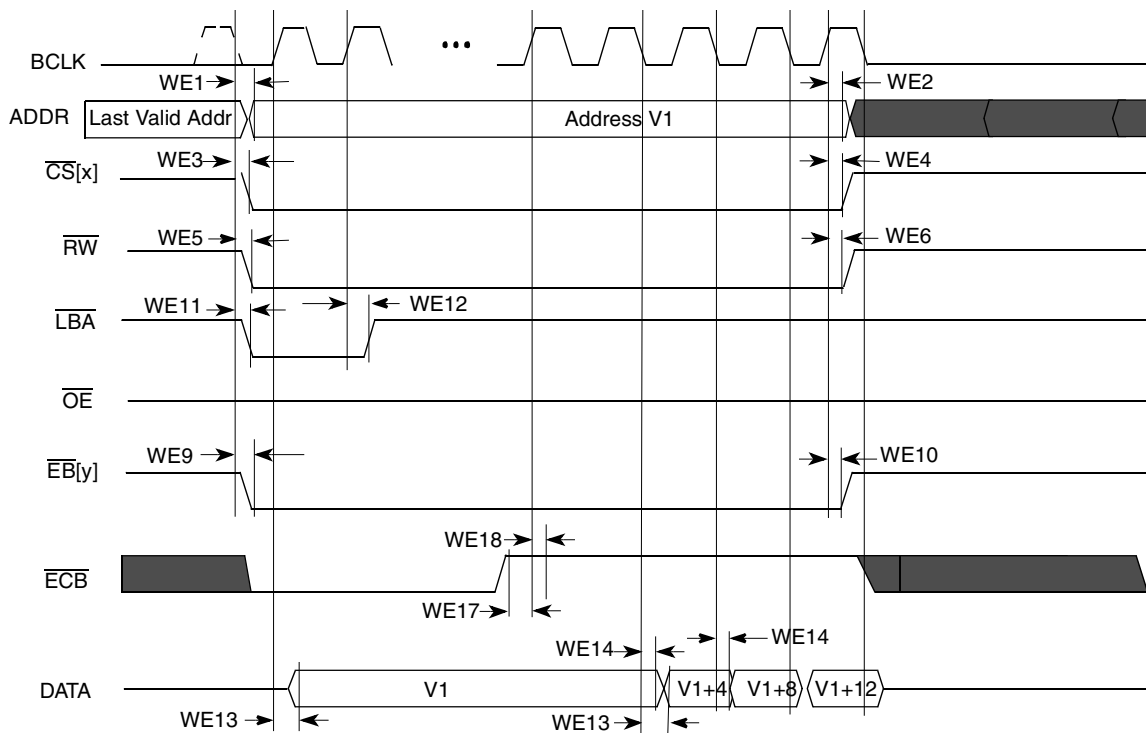 BCLK
...
WE1
WE2
ADDR
Last Valid Addr
Address V1
WE3
WE4
CS[x]
WE5
WE6
RW
WE11
WE12
LBA
OE
WE9
WE10
EB[y]
WE18
ECB
WE17
WE14
WE14
DATA
V1
V1+4
V1+8
V1+12
WE13
WE13